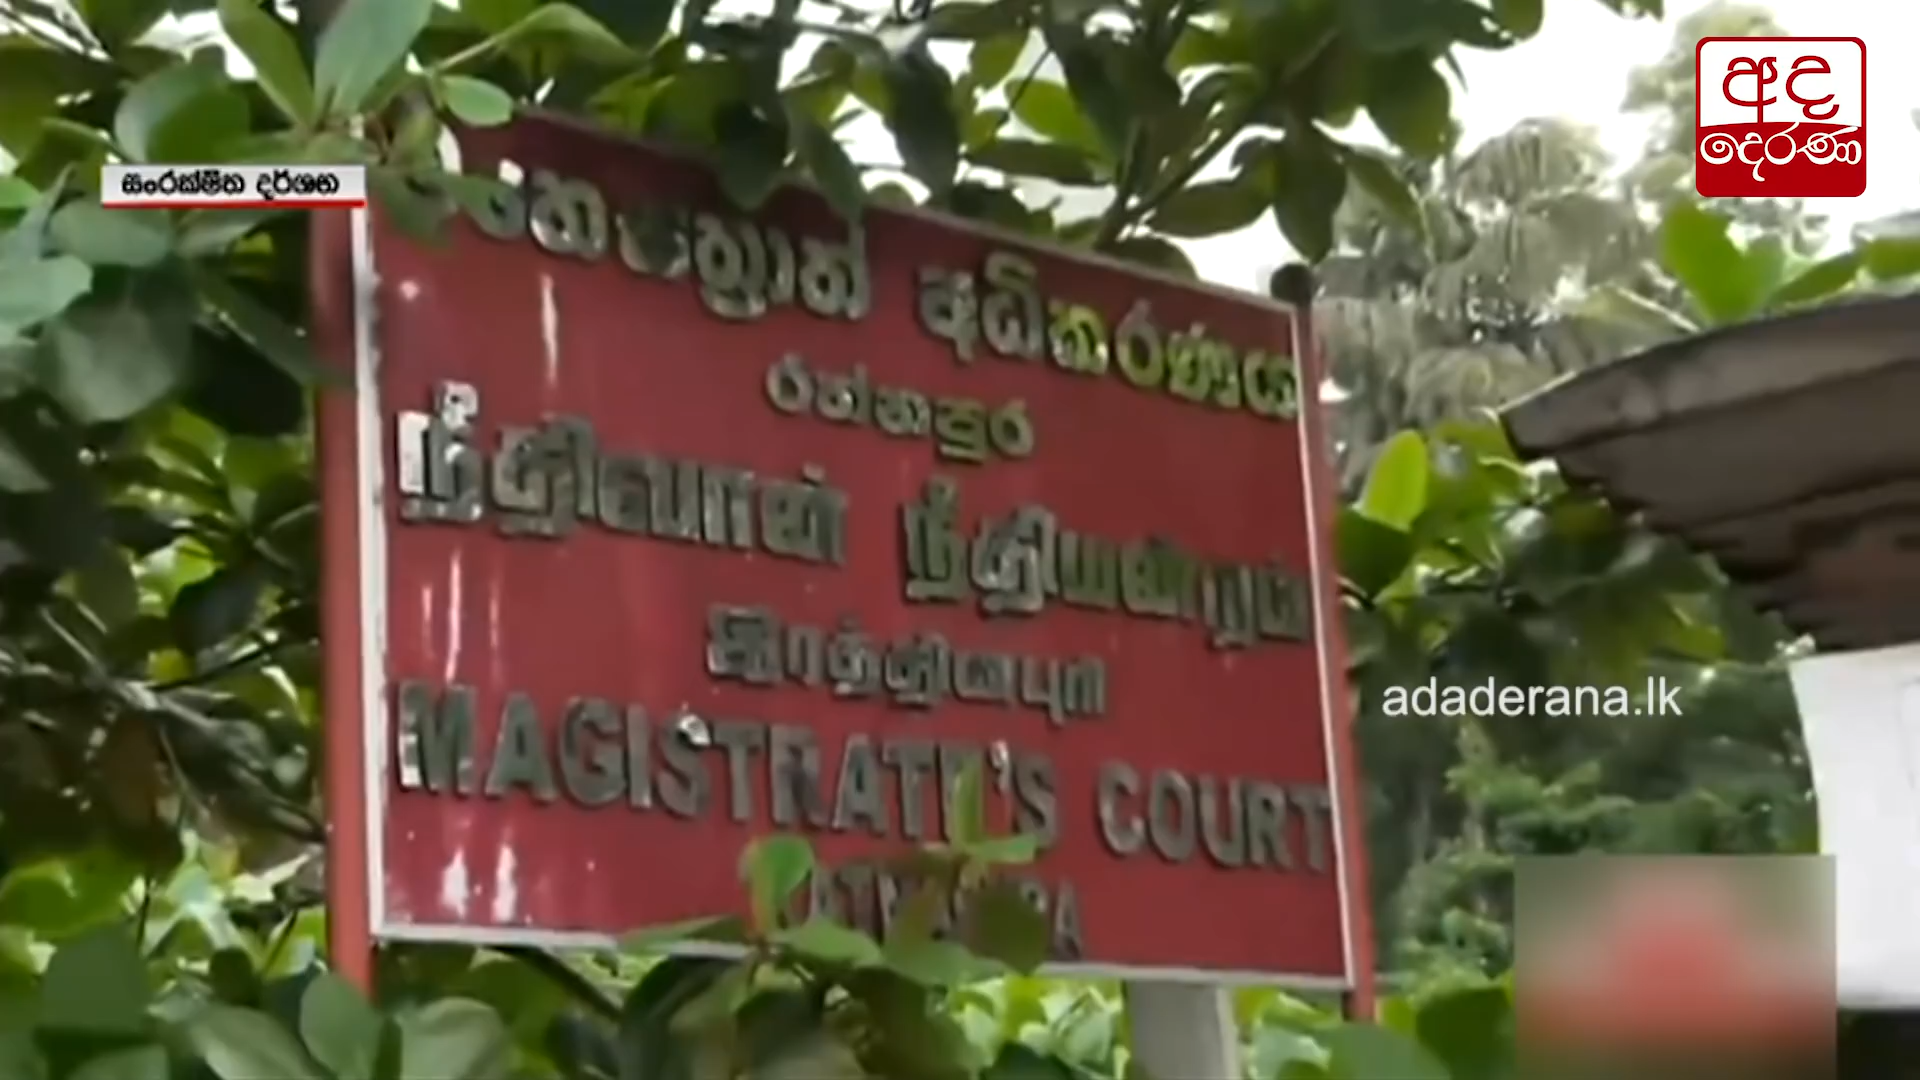 අද
දෙරණ
සංරක්ෂිත දර්ශන
අධිකරණය
රත්නපුර
நீதிவான் நீதிமன்றம்
இரத்தினபுரி
MAGISTRATE'S COURT
adaderana.lk